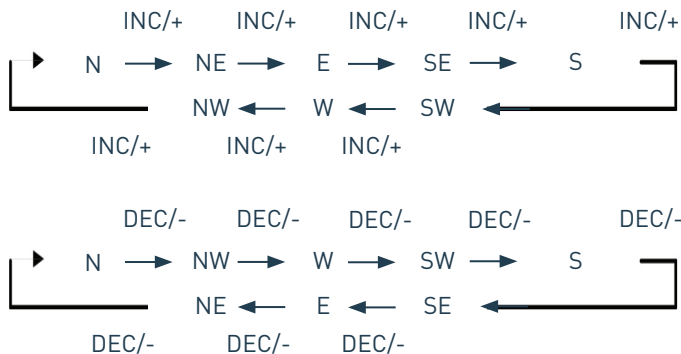 INC/+ INC/+ INC/+ INC/+ INC/+
N NE E SE S
NW W SW
INC/+ INC/+ INC/+
DEC/- DEC/- DEC/- DEC/- DEC/-
N NW W SW S
NE E SE
DEC/- DEC/- DEC/-